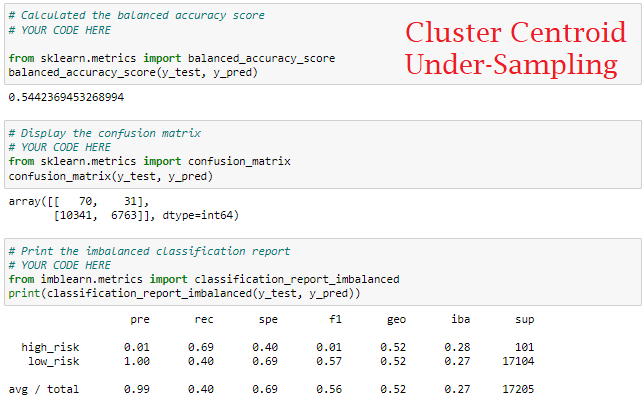 # Calculated the balanced accuracy score
# YOUR CODE HERE
Cluster Centroid
Under-Sampling
from sklearn.metrics import balanced_accuracy_score
balanced_accuracy_score(y_test, y_pred)
0.5442369453268994
# Display the confusion matrix
# YOUR CODE HERE
from sklearn.metrics import confusion_matrix
confusion_matrix(y_test, y_pred)
array([[   70,    31],
       [10341,  6763]], dtype=int64)
# Print the imbalanced classification report
# YOUR CODE HERE
from imblearn.metrics import classification_report_imbalanced
print(classification_report_imbalanced(y_test, y_pred))
pre rec spe f1 geo iba sup
high_risk 0.01 0.69 0.40 0.01 0.52 0.28 101
low_risk 1.00 0.40 0.69 0.57 0.52 0.27 17104
avg / total 0.99 0.40 0.69 0.56 0.52 0.27 17205